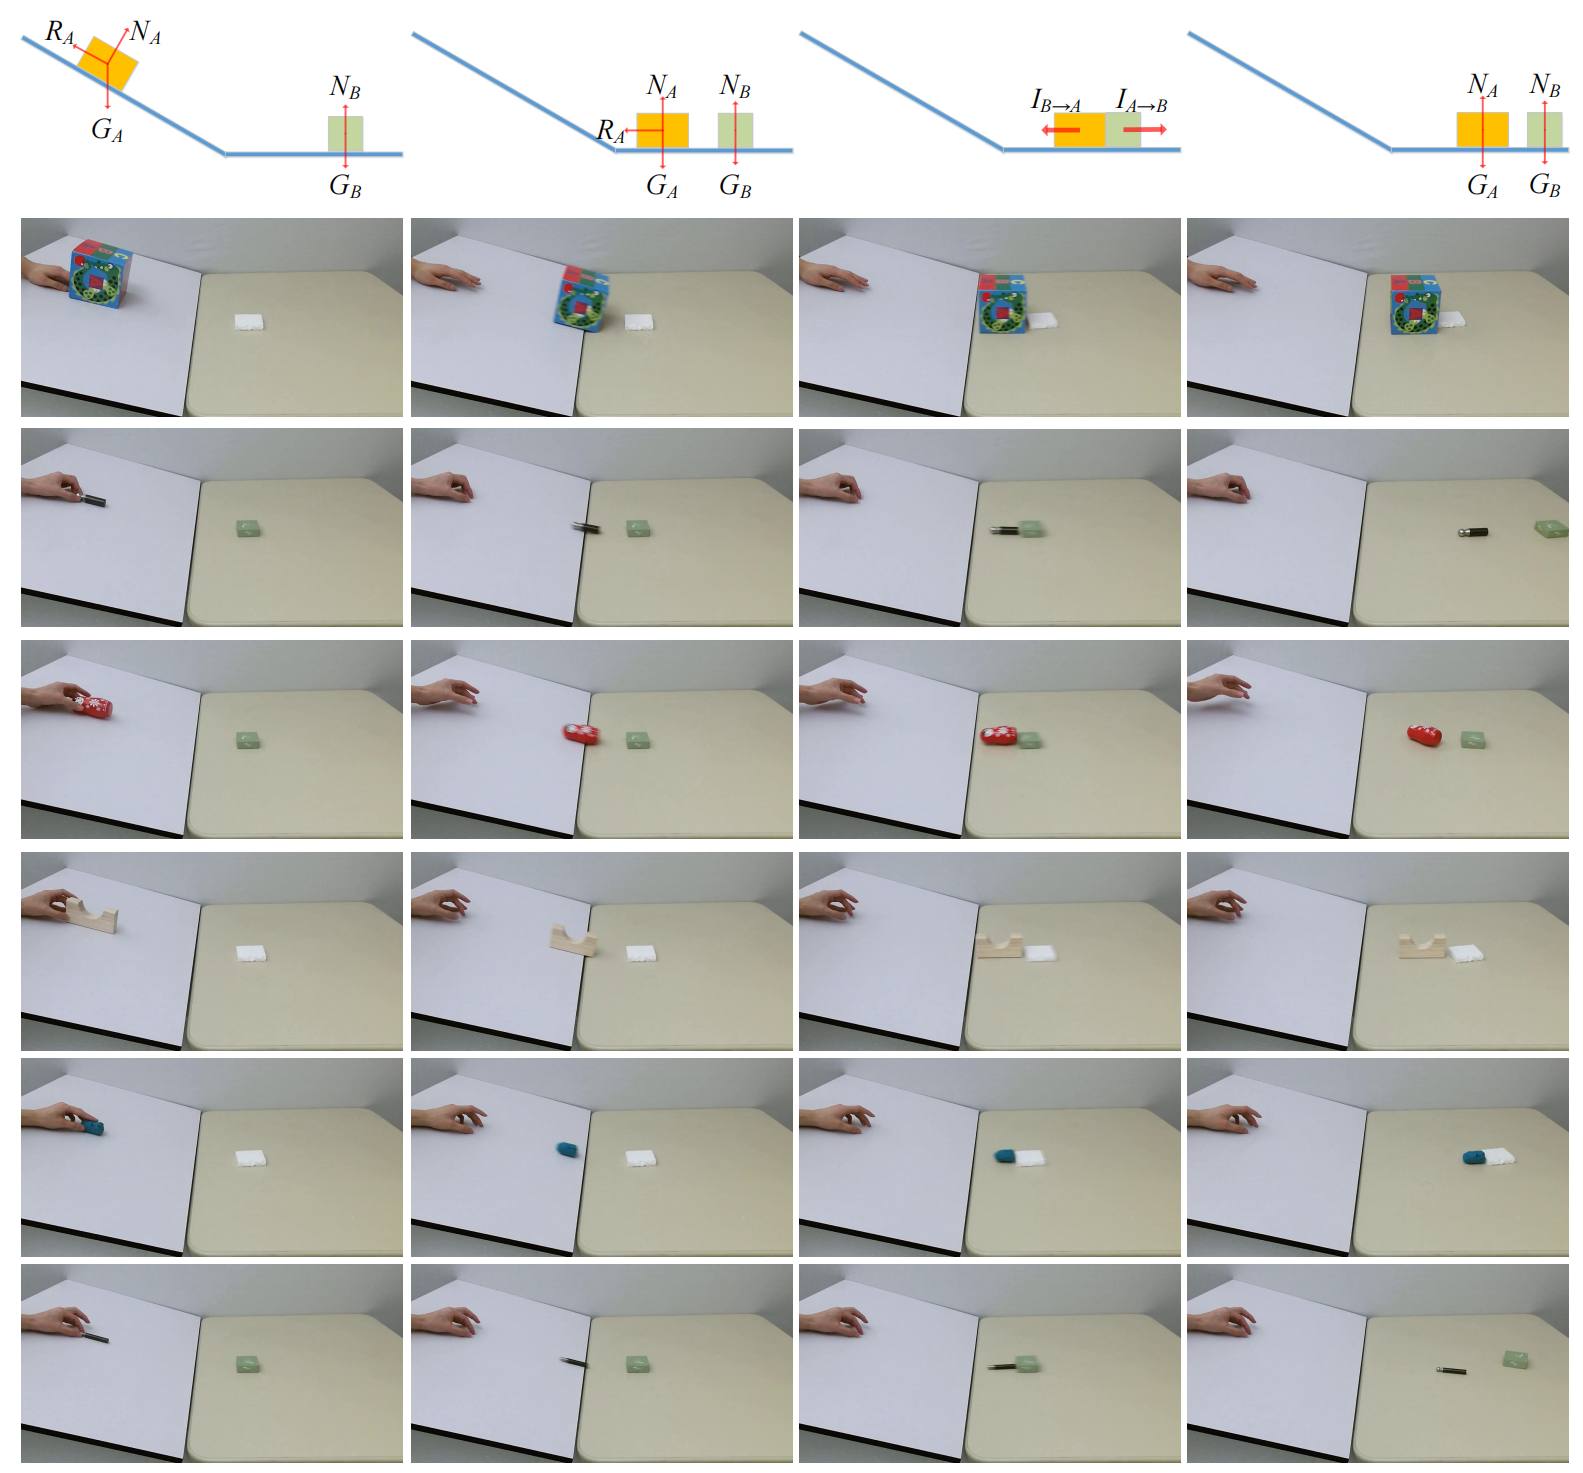 R_A N_A
G_A
N_B
G_B
N_A N_B
R_A
G_A G_B
I_{B→A} I_{A→B}
N_A N_B
G_A G_B